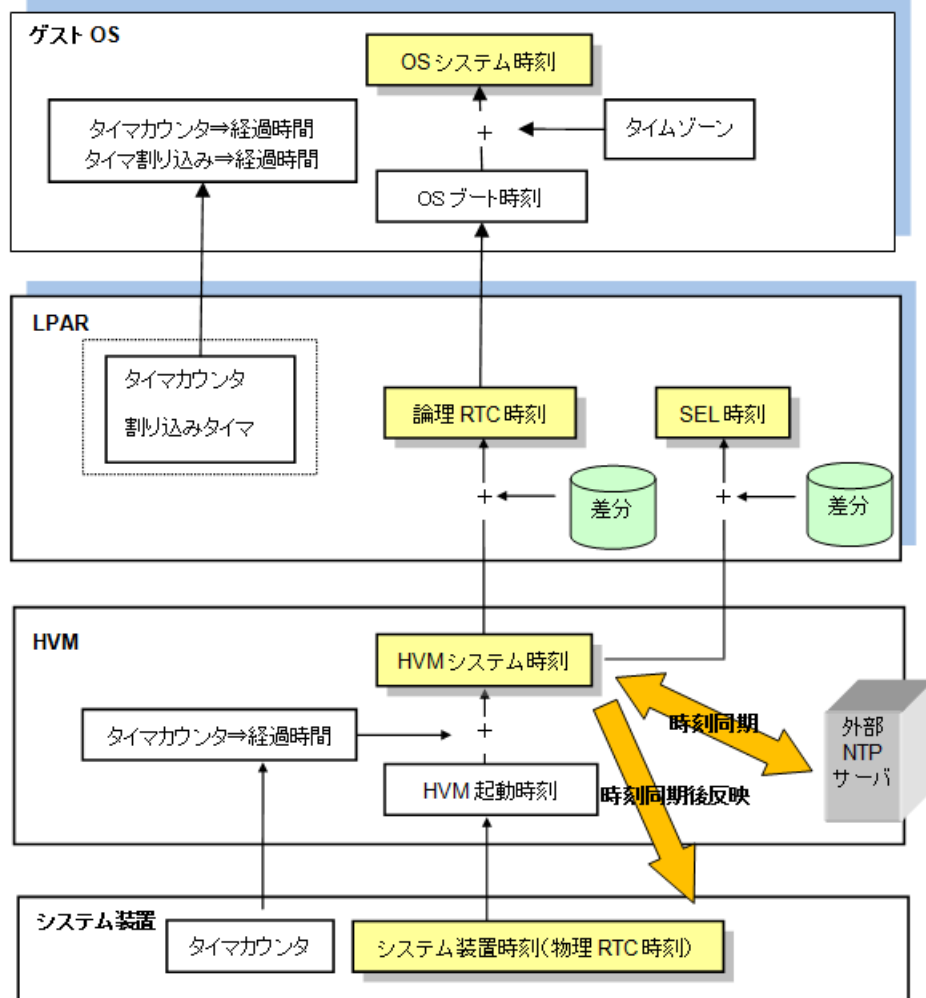 ゲスト OS
OS システム時刻
タイマカウンタ⇒経過時間
タイマ割り込み⇒経過時間
+
タイムゾーン
OS ブート時刻
LPAR
タイマカウンタ
割り込みタイマ
論理 RTC 時刻
SEL 時刻
+
差分
+
差分
HVM
HVM システム時刻
時刻同期
外部
NTP
サーバ
タイマカウンタ⇒経過時間
+
HVM 起動時刻
時刻同期後反映
システム装置
タイマカウンタ
システム装置時刻(物理 RTC 時刻)